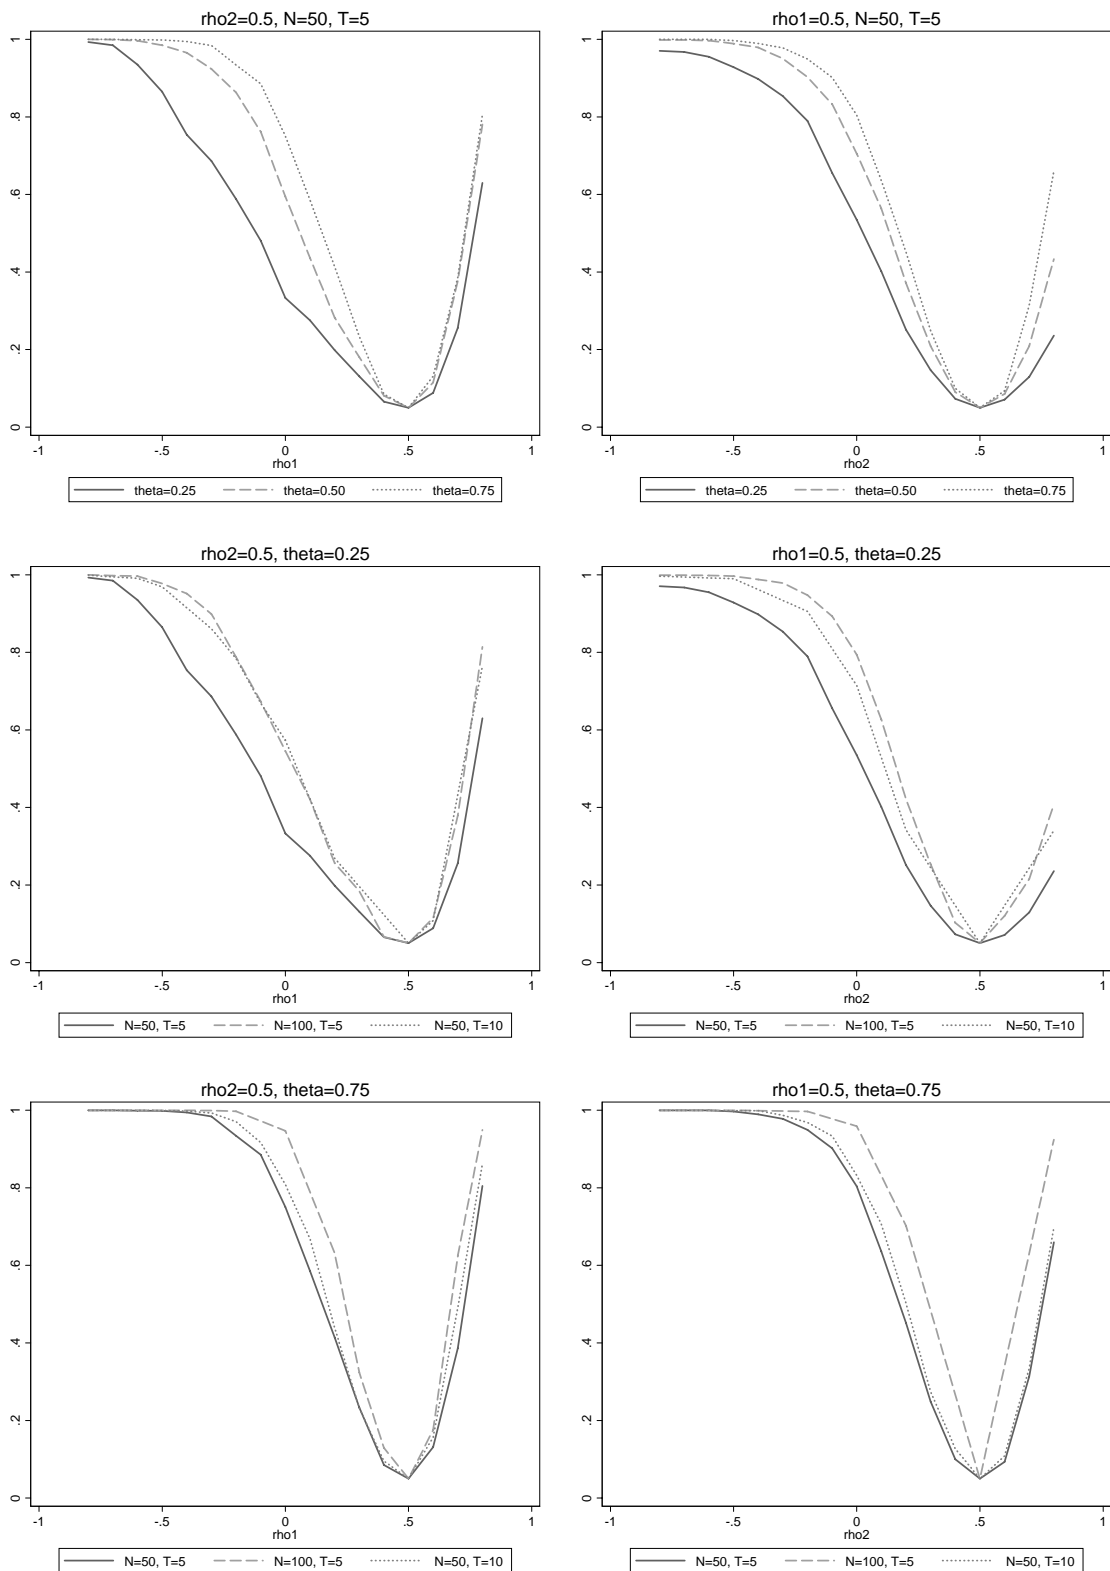 rho2=0.5, N=50, T=5
1
.8
.6
.4
.2
0
-1
-.5
0
.5
1
rho1
theta=0.25
theta=0.50
theta=0.75
rho1=0.5, N=50, T=5
1
.8
.6
.4
.2
0
-1
-.5
0
.5
1
rho2
theta=0.25
theta=0.50
theta=0.75
rho2=0.5, theta=0.25
1
.8
.6
.4
.2
0
-1
-.5
0
.5
1
rho1
N=50, T=5
N=100, T=5
N=50, T=10
rho1=0.5, theta=0.25
1
.8
.6
.4
.2
0
-1
-.5
0
.5
1
rho2
N=50, T=5
N=100, T=5
N=50, T=10
rho2=0.5, theta=0.75
1
.8
.6
.4
.2
0
-1
-.5
0
.5
1
rho1
N=50, T=5
N=100, T=5
N=50, T=10
rho1=0.5, theta=0.75
1
.8
.6
.4
.2
0
-1
-.5
0
.5
1
rho2
N=50, T=5
N=100, T=5
N=50, T=10